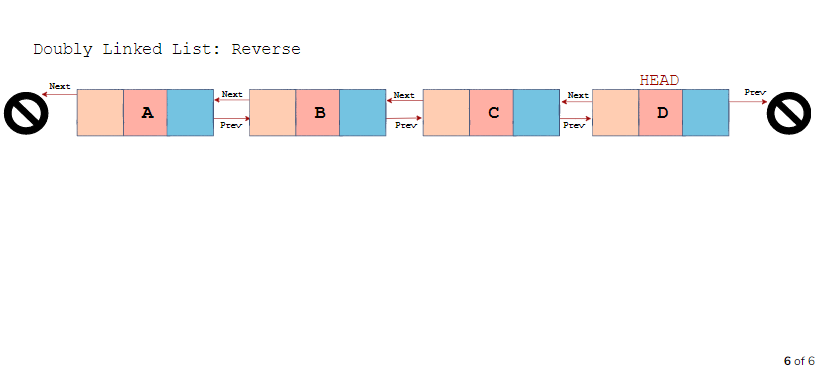 Doubly Linked List: Reverse
HEAD
Next
Next
Next
Next
Prev
A
B
C
D
Prev
Prev
Prev
6 of 6